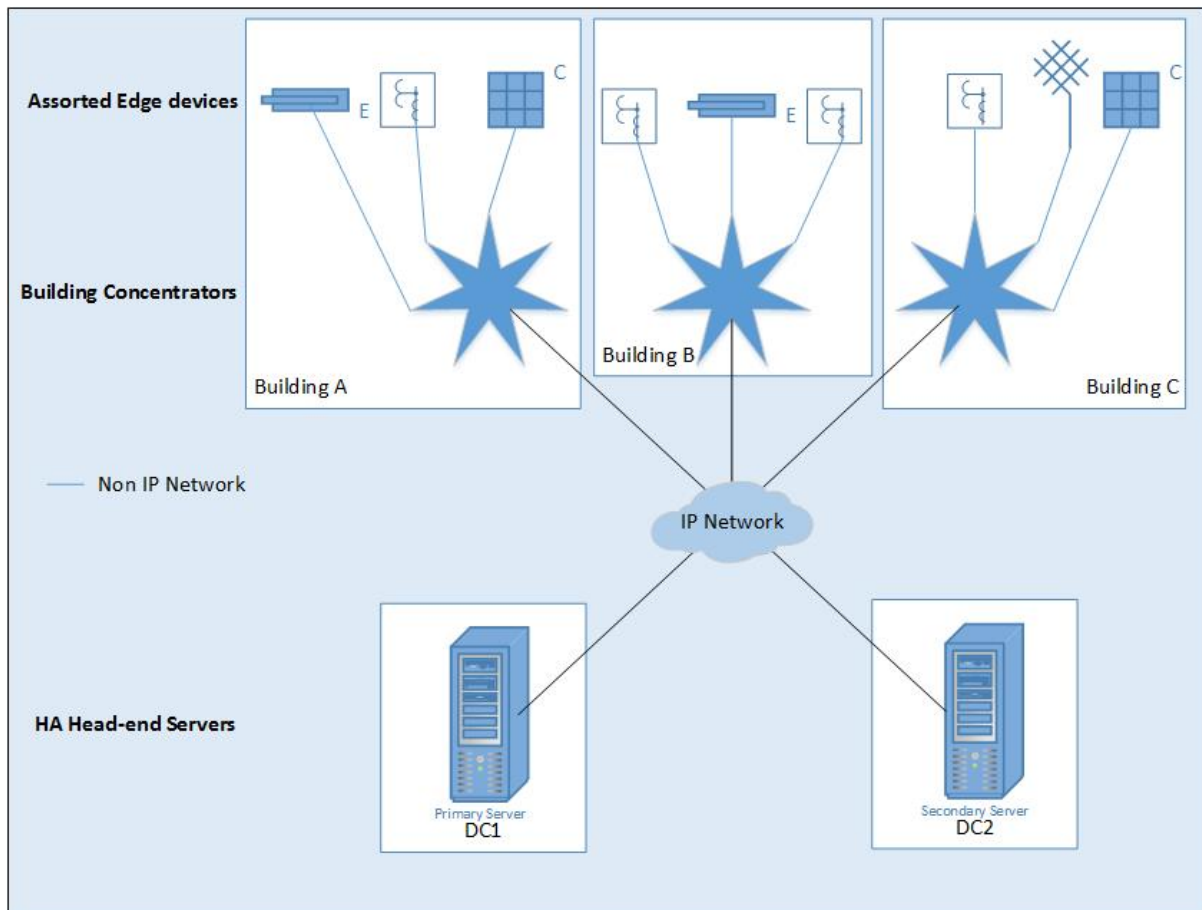 Assorted Edge devices
E
C
E
C
Building Concentrators
Building A
Building B
Building C
Non IP Network
IP Network
HA Head-end Servers
Primary Server
DC1
Secondary Server
DC2